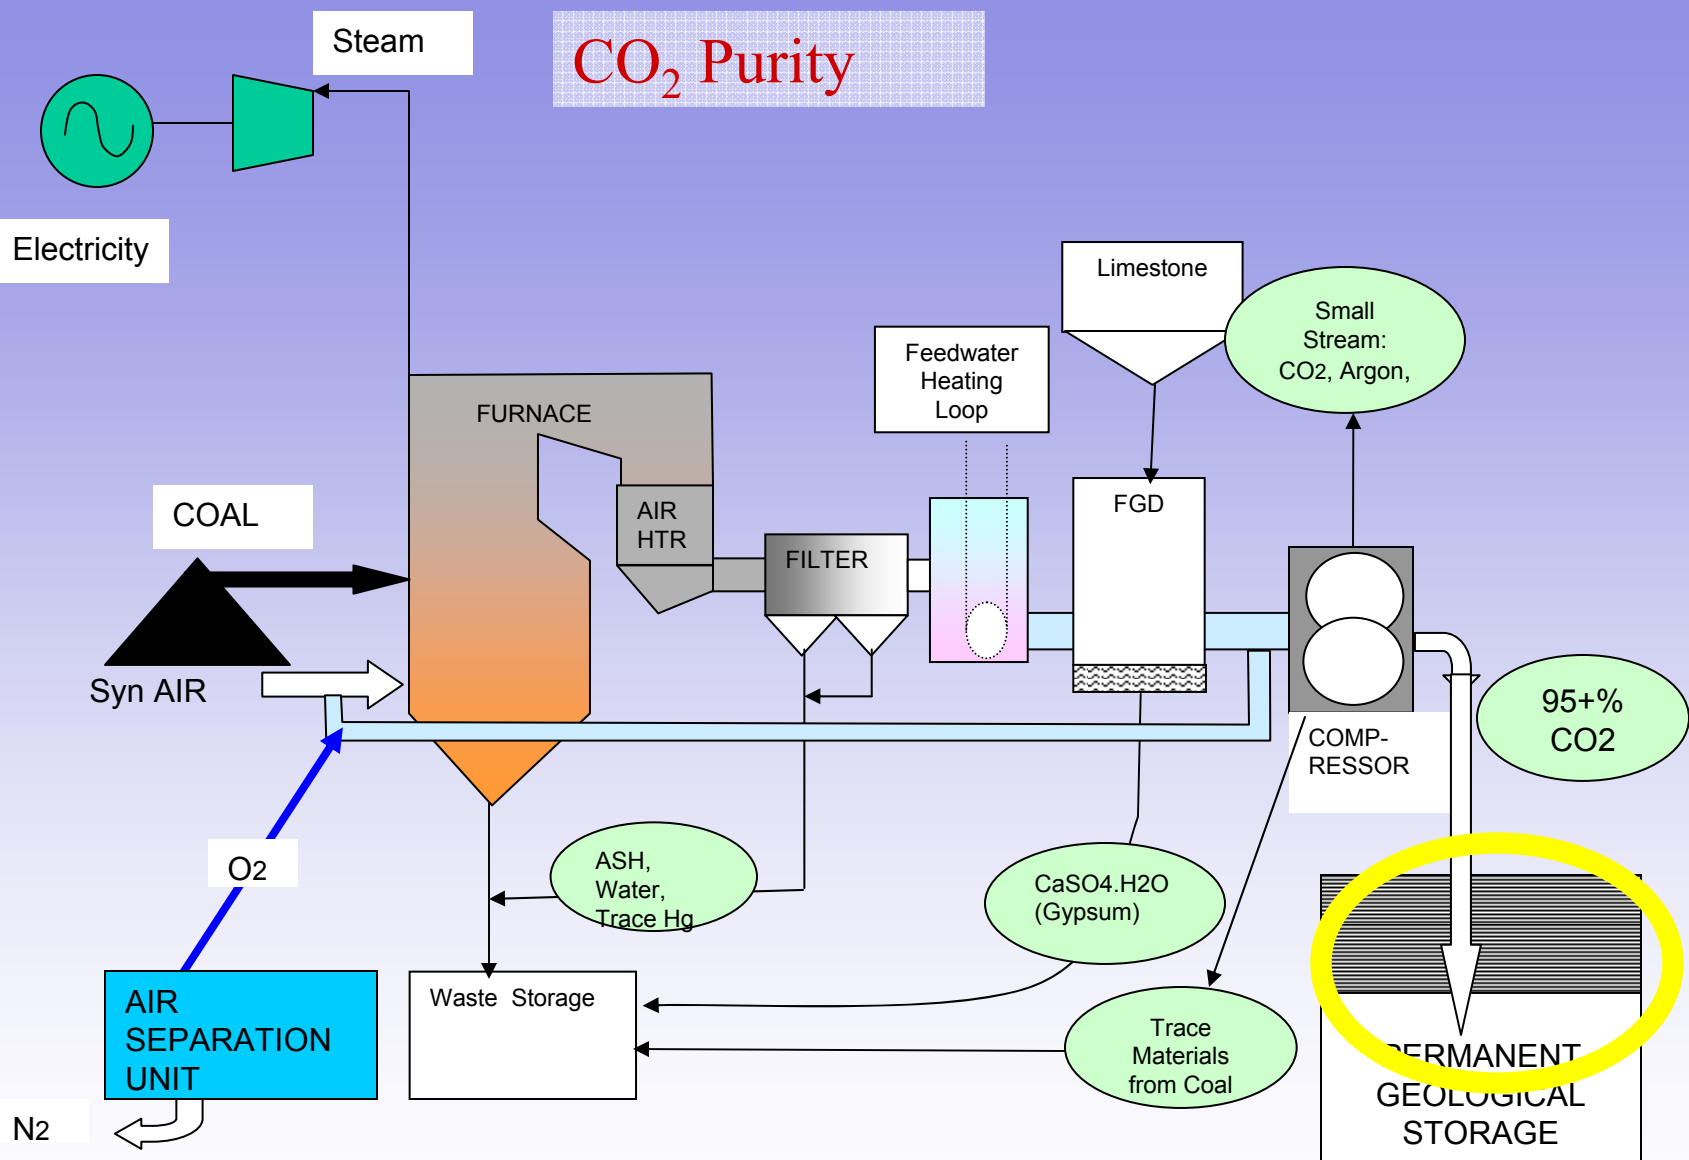 Steam
CO₂ Purity
Electricity
Limestone
Small
Stream:
CO2, Argon,
Feedwater
Heating
Loop
FURNACE
COAL
AIR
HTR
FILTER
FGD
Syn AIR
95+%
CO2
COMP-
RESSOR
O2
ASH,
Water,
Trace Hg
CaSO4.H2O
(Gypsum)
AIR
SEPARATION
UNIT
Waste Storage
Trace
Materials
from Coal
PERMANENT
GEOLOGICAL
STORAGE
N2